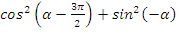 cos² (α − 3π/2) + sin² (−α)